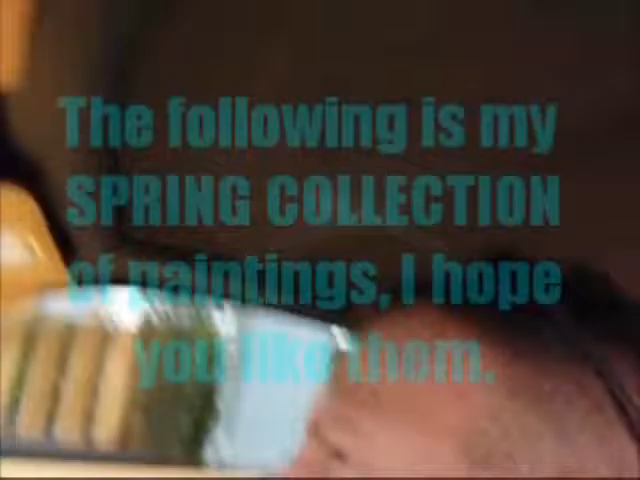 The following is my
SPRING COLLECTION
of paintings, I hope
you like them.